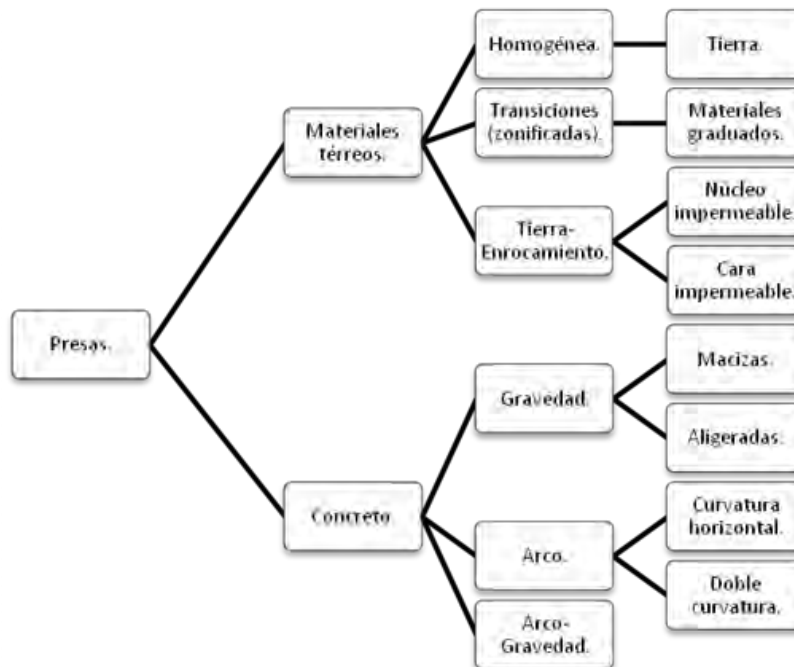 Homogénea.
Tierra.
Transiciones
(zonificadas).
Materiales
graduados.
Materiales
térreos.
Núcleo
impermeable.
Tierra-
Enrocamiento.
Cara
impermeable.
Presas.
Macizas.
Gravedad.
Aligeradas.
Concreto
Curvatura
horizontal.
Arco.
Doble
curvatura.
Arco-
Gravedad.